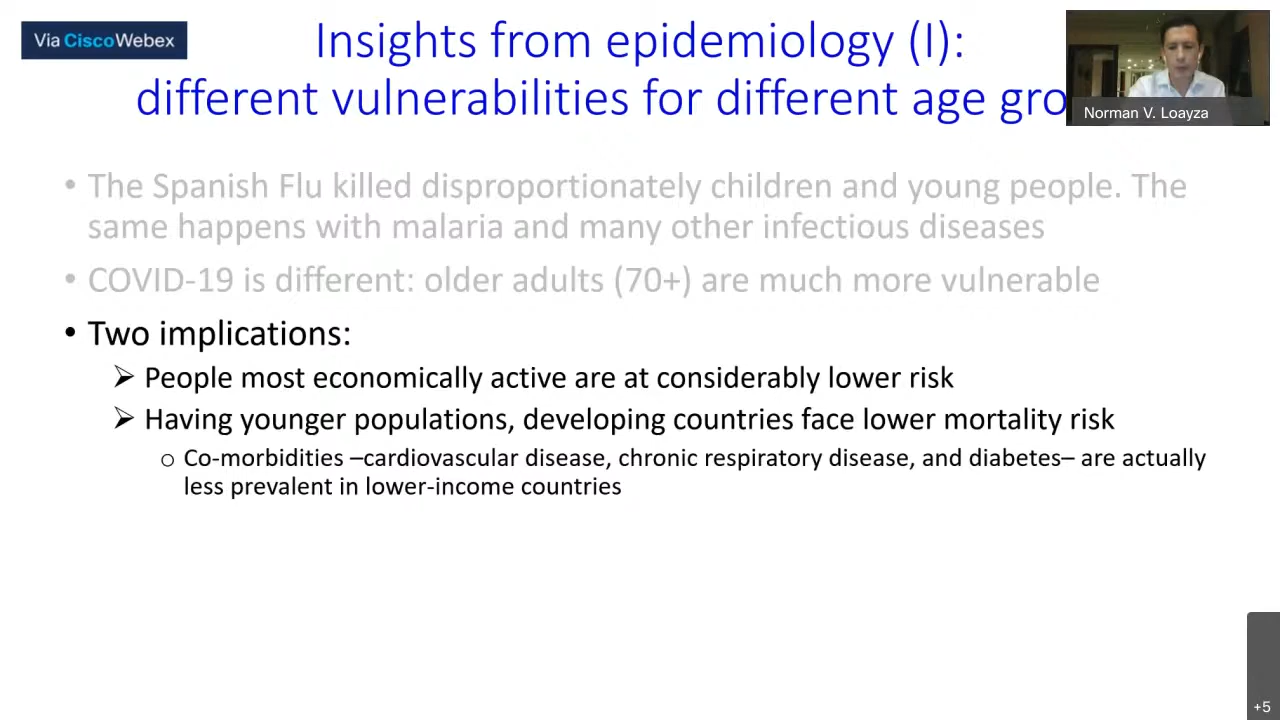 Via CiscoWebex
Insights from epidemiology (I):
different vulnerabilities for different age gro
Norman V. Loayza
• The Spanish Flu killed disproportionately children and young people. The
same happens with malaria and many other infectious diseases
• COVID-19 is different: older adults (70+) are much more vulnerable
• Two implications:
➢ People most economically active are at considerably lower risk
➢ Having younger populations, developing countries face lower mortality risk
o Co-morbidities –cardiovascular disease, chronic respiratory disease, and diabetes– are actually
less prevalent in lower-income countries
+5